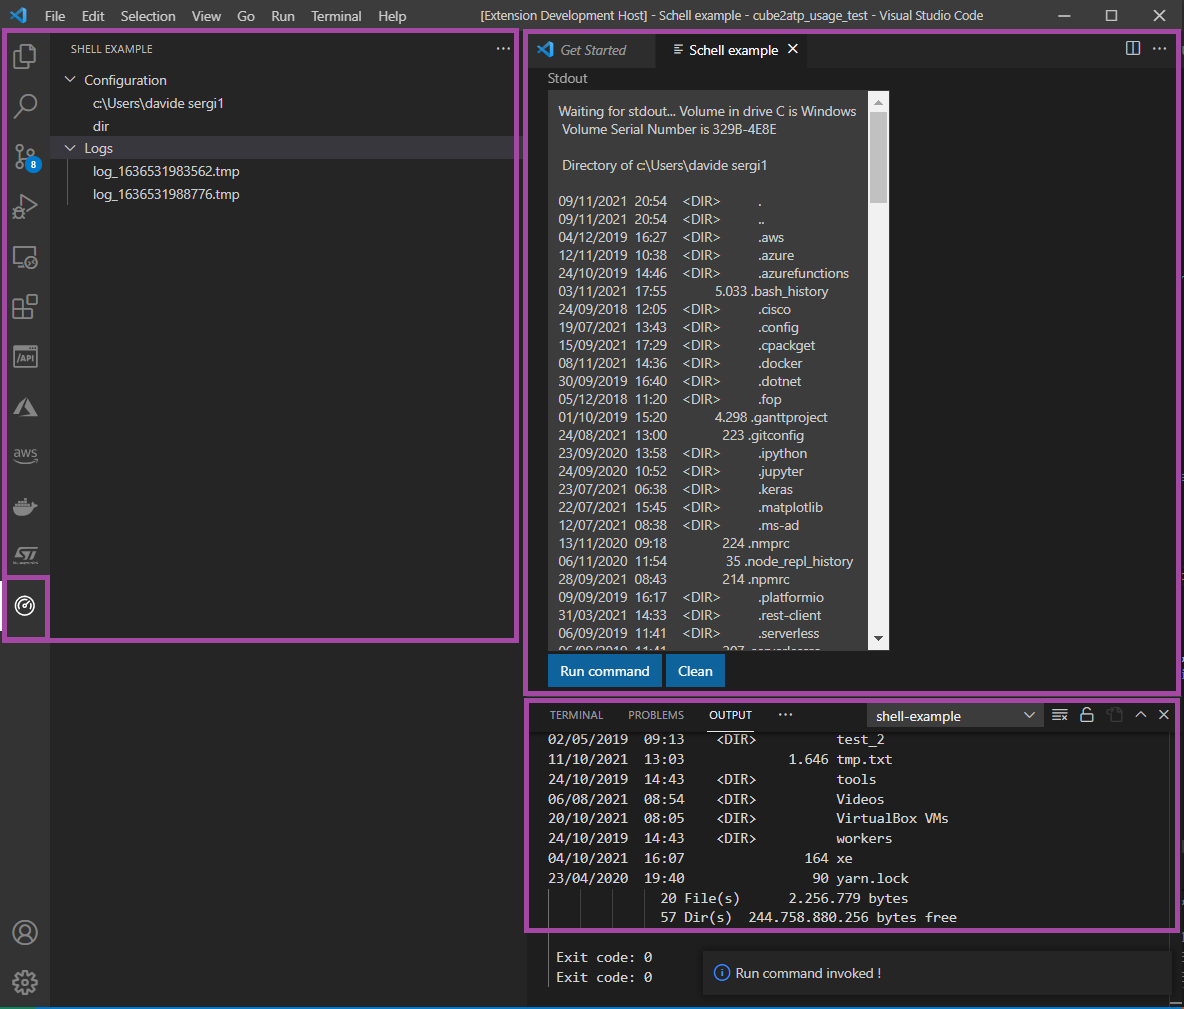 File Edit Selection View Go Run Terminal Help [Extension Development Host] - Schell example - cube2atp_usage_test - Visual Studio Code
SHELL EXAMPLE
Configuration
c:\Users\davide sergi1
dir
Logs
log_1636531983562.tmp
log_1636531988776.tmp
8
/API
aws
ST
Get Started
Schell example
Stdout
Waiting for stdout... Volume in drive C is Windows
Volume Serial Number is 329B-4E8E
Directory of c:\Users\davide sergi1
09/11/2021 20:54 <DIR> .
09/11/2021 20:54 <DIR> ..
04/12/2019 16:27 <DIR> .aws
12/11/2019 10:38 <DIR> .azure
24/10/2019 14:46 <DIR> .azurefunctions
03/11/2021 17:55 5.033 .bash_history
24/09/2018 12:05 <DIR> .cisco
19/07/2021 13:43 <DIR> .config
15/09/2021 17:29 <DIR> .cpackget
08/11/2021 14:36 <DIR> .docker
30/09/2019 16:40 <DIR> .dotnet
05/12/2018 11:20 <DIR> .fop
01/10/2019 15:20 4.298 .ganttproject
24/08/2021 13:00 223 .gitconfig
23/09/2020 13:58 <DIR> .ipython
24/09/2020 10:52 <DIR> .jupyter
23/07/2021 06:38 <DIR> .keras
22/07/2021 15:45 <DIR> .matplotlib
12/07/2021 08:38 <DIR> .ms-ad
13/11/2020 09:18 224 .nmprc
06/11/2020 11:54 35 .node_repl_history
28/09/2021 08:43 214 .npmrc
09/09/2019 16:17 <DIR> .platformio
31/03/2021 14:33 <DIR> .rest-client
06/09/2019 11:41 <DIR> .serverless
06/09/2019 11:41 207 .serverlessrc
Run command
Clean
TERMINAL PROBLEMS OUTPUT
shell-example
02/05/2019 09:13 <DIR> test_2
11/10/2021 13:03 1.646 tmp.txt
24/10/2019 14:43 <DIR> tools
06/08/2021 08:54 <DIR> Videos
20/10/2021 08:05 <DIR> VirtualBox VMs
24/10/2019 14:43 <DIR> workers
04/10/2021 16:07 164 xe
23/04/2020 19:40 90 yarn.lock
20 File(s) 2.256.779 bytes
57 Dir(s) 244.758.880.256 bytes free
Exit code: 0
Exit code: 0
Run command invoked !